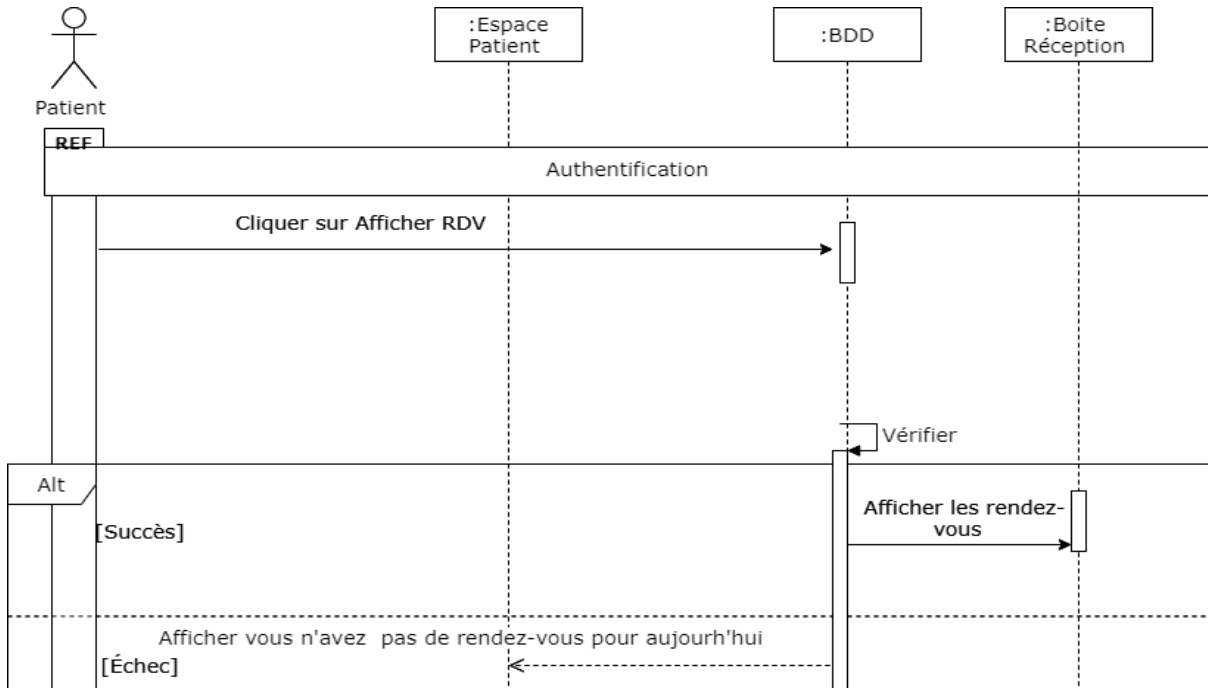 :Espace
Patient
:BDD
:Boite
Réception
Patient
REF
Authentification
Cliquer sur Afficher RDV
Vérifier
Alt
Afficher les rendez-
vous
[Succès]
Afficher vous n'avez pas de rendez-vous pour aujourh'hui
[Échec]